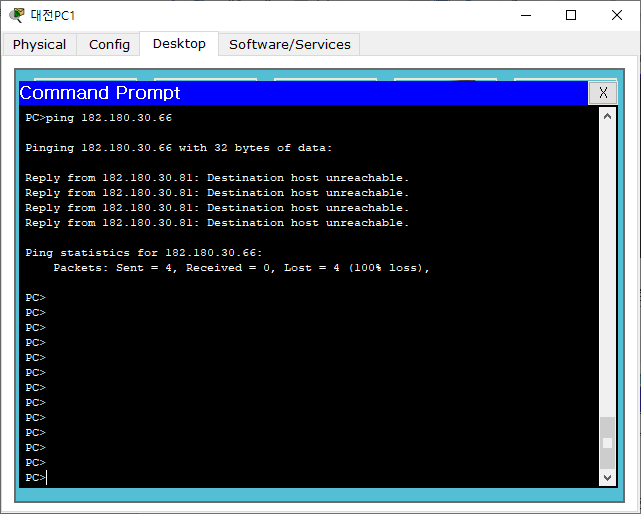 대전PC1
Physical Config Desktop Software/Services
Command Prompt X
PC>ping 182.180.30.66
Pinging 182.180.30.66 with 32 bytes of data:
Reply from 182.180.30.81: Destination host unreachable.
Reply from 182.180.30.81: Destination host unreachable.
Reply from 182.180.30.81: Destination host unreachable.
Reply from 182.180.30.81: Destination host unreachable.
Ping statistics for 182.180.30.66:
Packets: Sent = 4, Received = 0, Lost = 4 (100% loss),
PC>
PC>
PC>
PC>
PC>
PC>
PC>
PC>
PC>
PC>
PC>
PC>
PC>